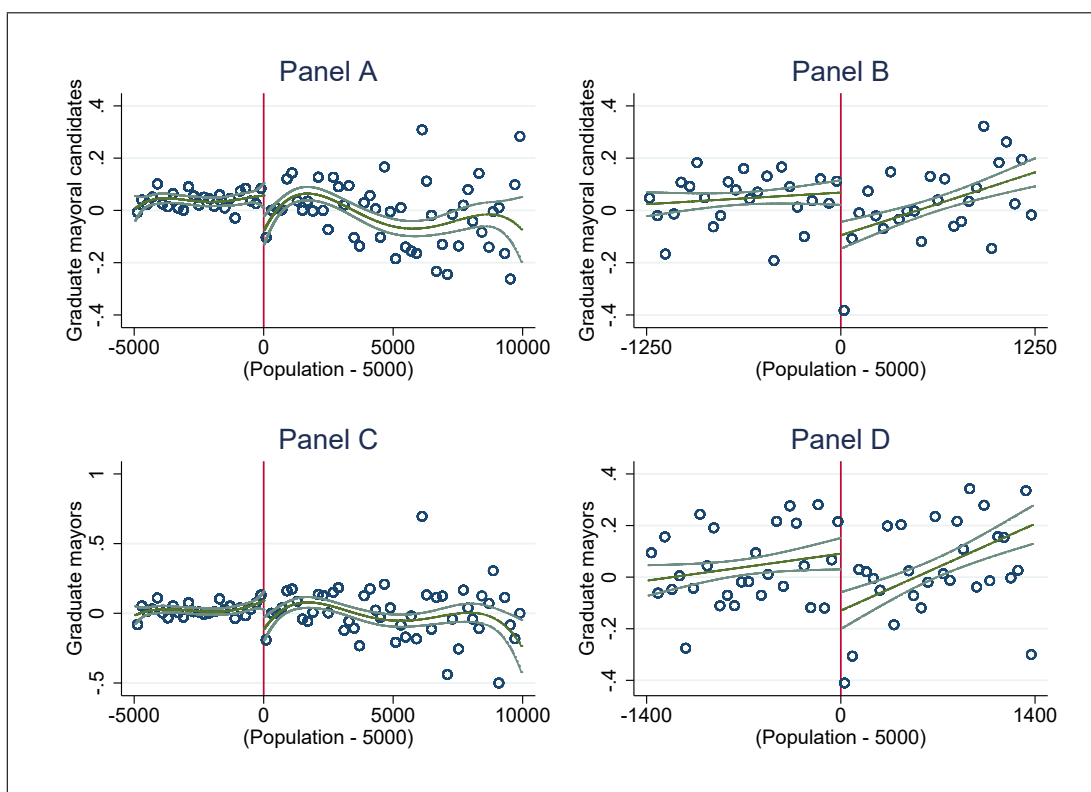 Panel A
Graduate mayoral candidates
.4
.2
0
-.2
-.4
-5000 0 5000 10000
(Population - 5000)
Panel B
Graduate mayoral candidates
.4
.2
0
-.2
-.4
-1250 0 1250
(Population - 5000)
Panel C
Graduate mayors
1
.5
0
-.5
-5000 0 5000 10000
(Population - 5000)
Panel D
Graduate mayors
.4
.2
0
-.2
-.4
-1400 0 1400
(Population - 5000)